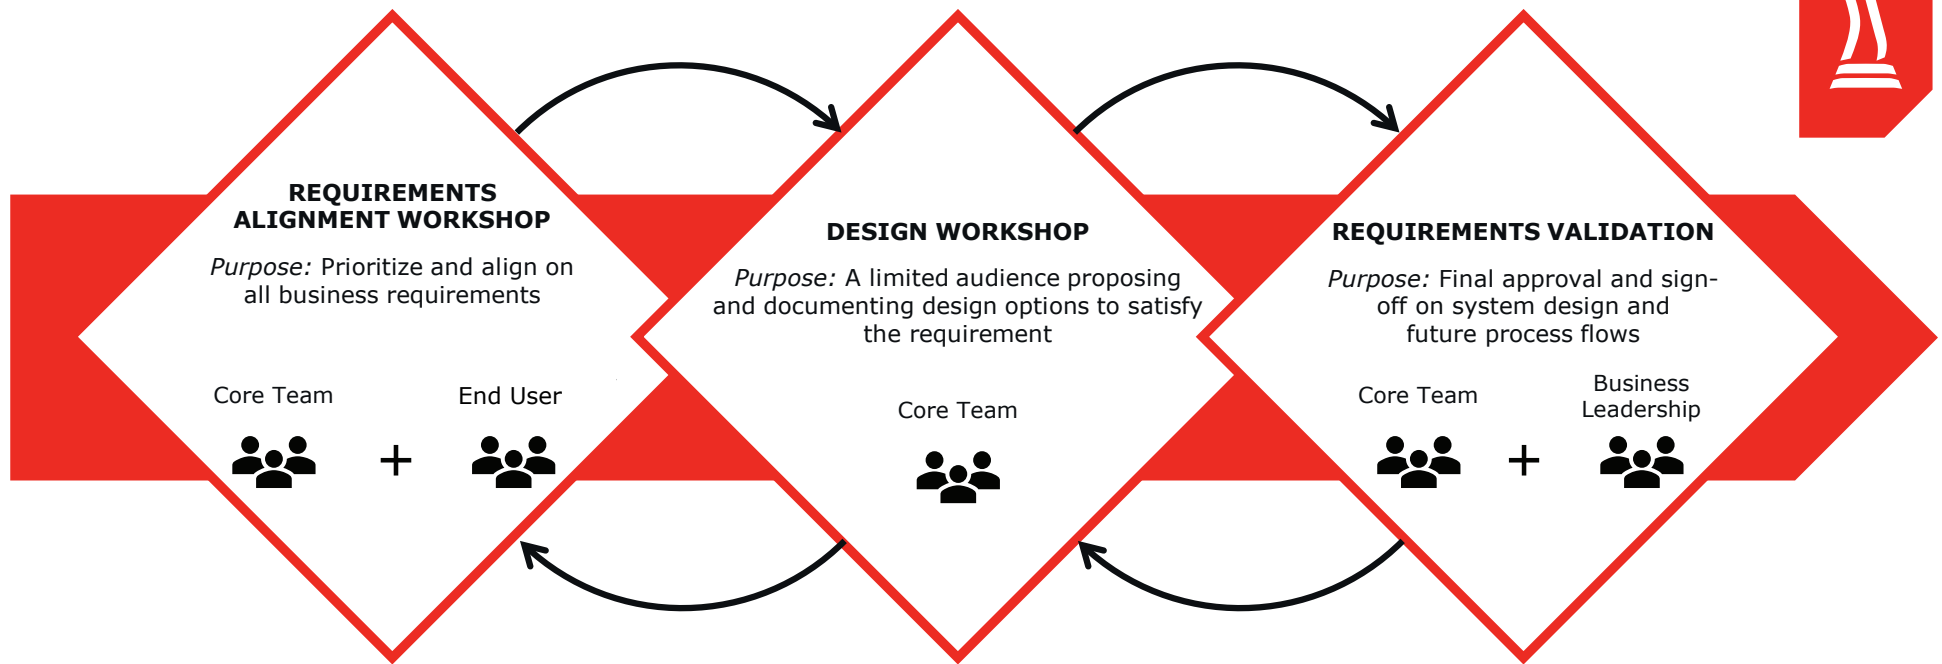 REQUIREMENTS
ALIGNMENT WORKSHOP
Purpose: Prioritize and align on
all business requirements
Core Team
End User
+
DESIGN WORKSHOP
Purpose: A limited audience proposing
and documenting design options to satisfy
the requirement
Core Team
REQUIREMENTS VALIDATION
Purpose: Final approval and sign-
off on system design and
future process flows
Core Team
Business
Leadership
+